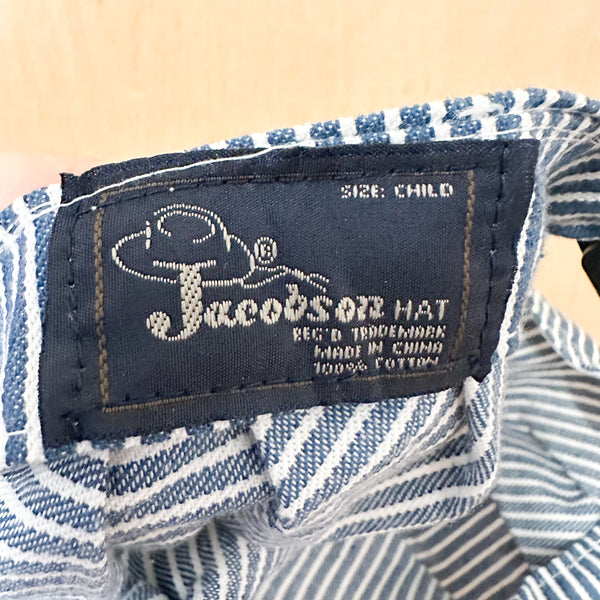 SIZE: CHILD
Jacobson® HAT
REG'D TRADEMARK
MADE IN CHINA
100% COTTON